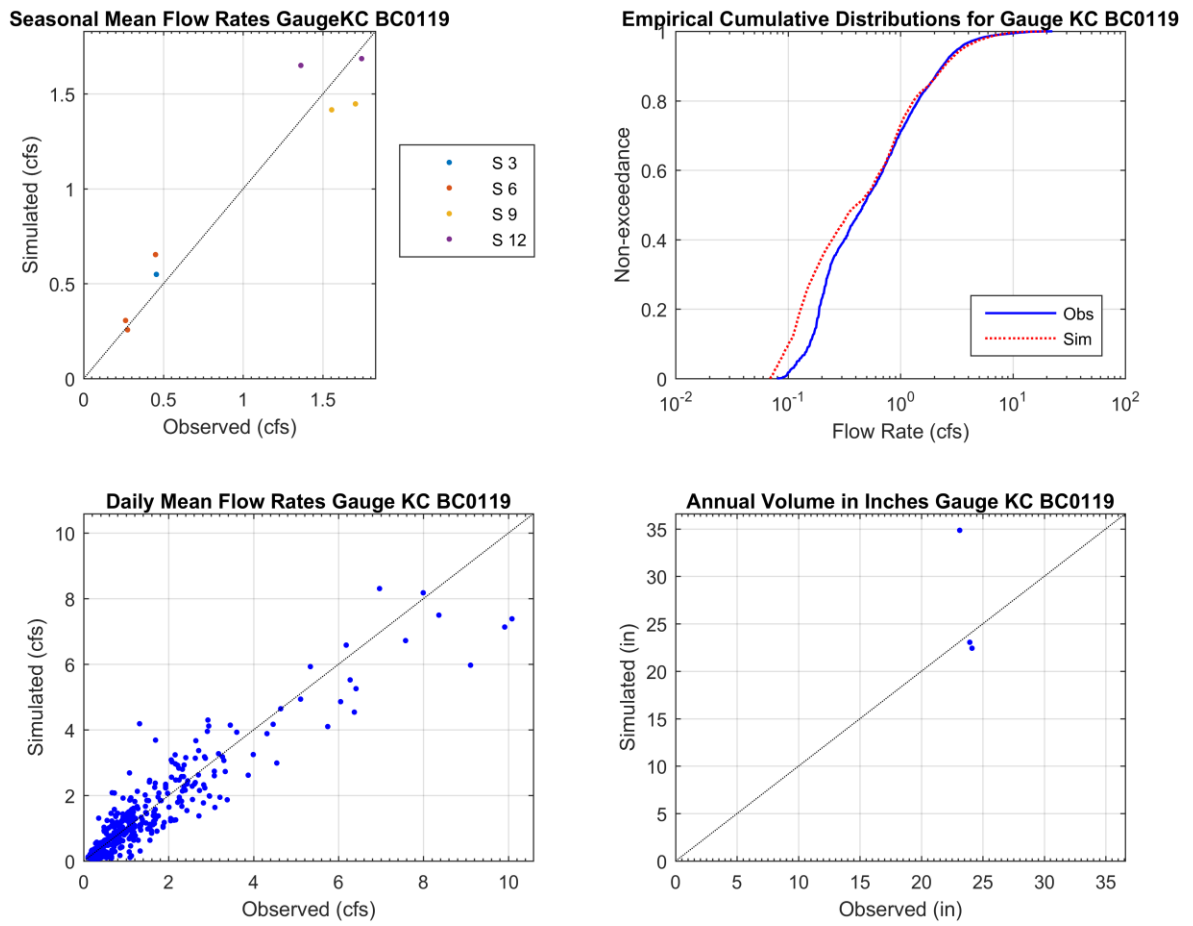 Seasonal Mean Flow Rates GaugeKC BC0119
1.5
1
0.5
0
0
0.5
1
1.5
Simulated (cfs)
Observed (cfs)
S 3
S 6
S 9
S 12
Empirical Cumulative Distributions for Gauge KC BC0119
1
0.8
0.6
0.4
0.2
0
10-2
10-1
100
101
102
Non-exceedance
Flow Rate (cfs)
Obs
Sim
Daily Mean Flow Rates Gauge KC BC0119
10
8
6
4
2
0
0
2
4
6
8
10
Simulated (cfs)
Observed (cfs)
Annual Volume in Inches Gauge KC BC0119
35
30
25
20
15
10
5
0
0
5
10
15
20
25
30
35
Simulated (in)
Observed (in)